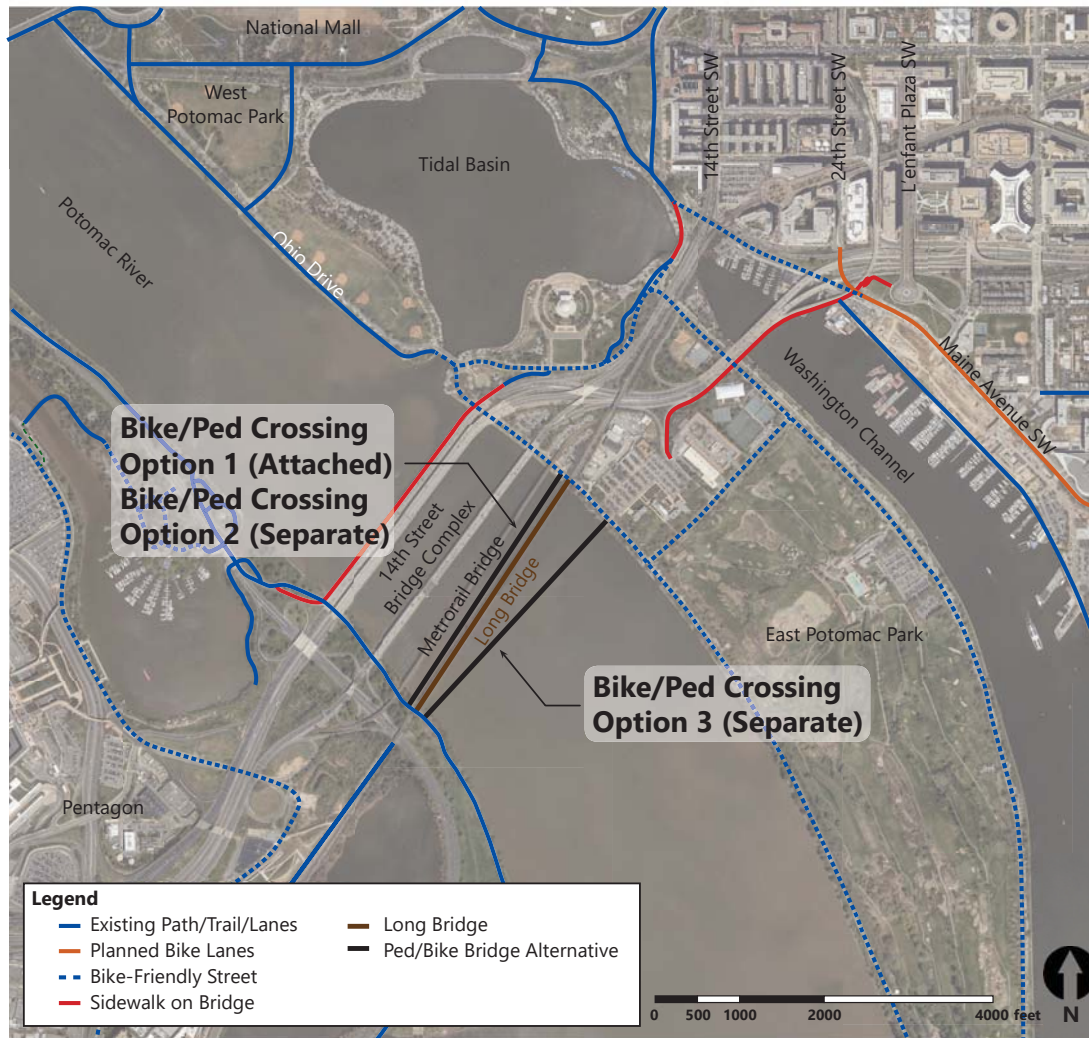 National Mall
West
Potomac Park
Tidal Basin
14th Street SW
24th Street SW
L'enfant Plaza SW
Potomac River
Ohio Drive
Washington Channel
Maine Avenue SW
Bike/Ped Crossing
Option 1 (Attached)
Bike/Ped Crossing
Option 2 (Separate)
14th Street
Bridge Complex
Metrorail Bridge
Long Bridge
East Potomac Park
Bike/Ped Crossing
Option 3 (Separate)
Pentagon
Legend
Existing Path/Trail/Lanes
Planned Bike Lanes
Bike-Friendly Street
Sidewalk on Bridge
Long Bridge
Ped/Bike Bridge Alternative
0 500 1000 2000 4000 feet
N